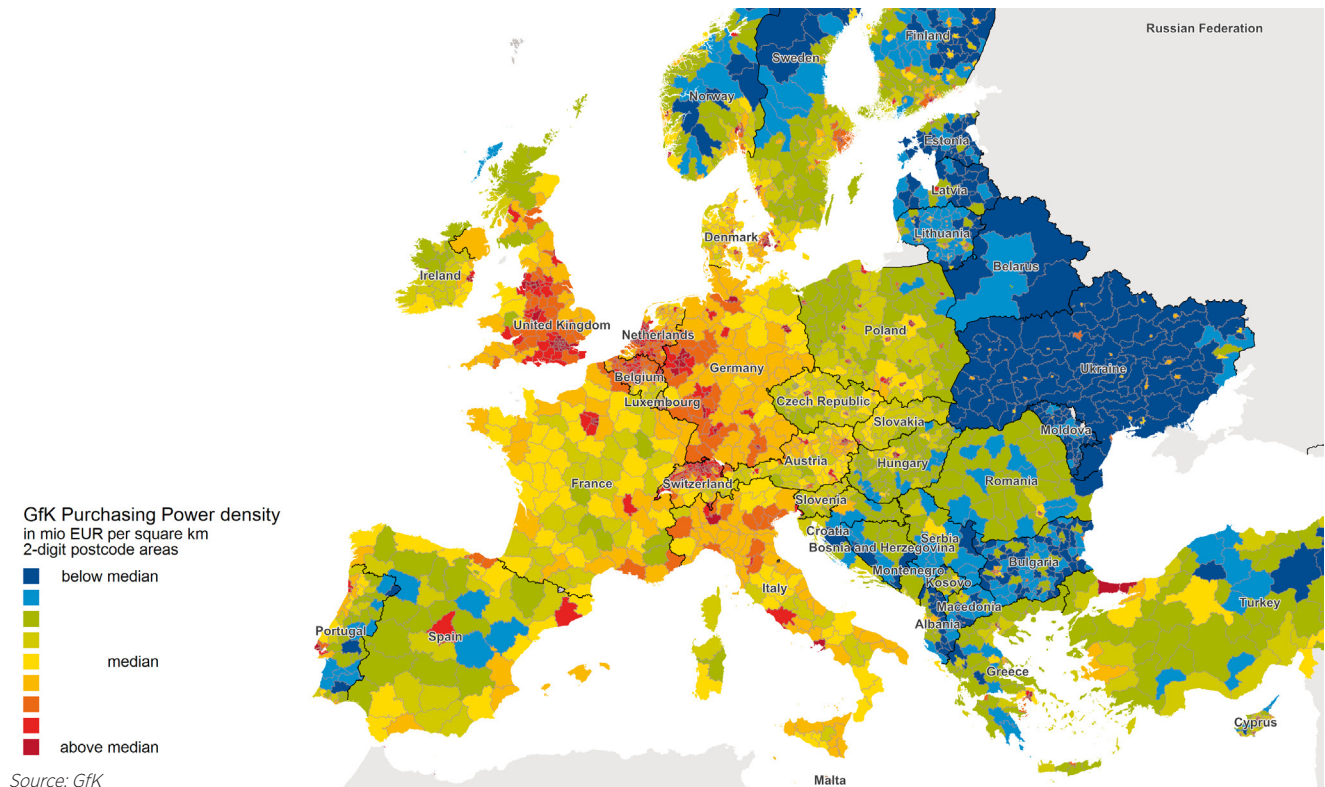 Russian Federation
Finland
Sweden
Norway
Estonia
Latvia
Lithuania
Denmark
Belarus
Ireland
United Kingdom
Netherlands
Poland
Germany
Ukraine
Belgium
Luxembourg
Czech Republic
Slovakia
Moldova
Austria
Hungary
France
Switzerland
Romania
Slovenia
Croatia
Serbia
Bosnia and Herzegovina
Bulgaria
Montenegro
Kosovo
Italy
Macedonia
Turkey
Albania
Portugal
Spain
Greece
Cyprus
Malta
GfK Purchasing Power density
in mio EUR per square km
2-digit postcode areas
below median
median
above median
Source: GfK